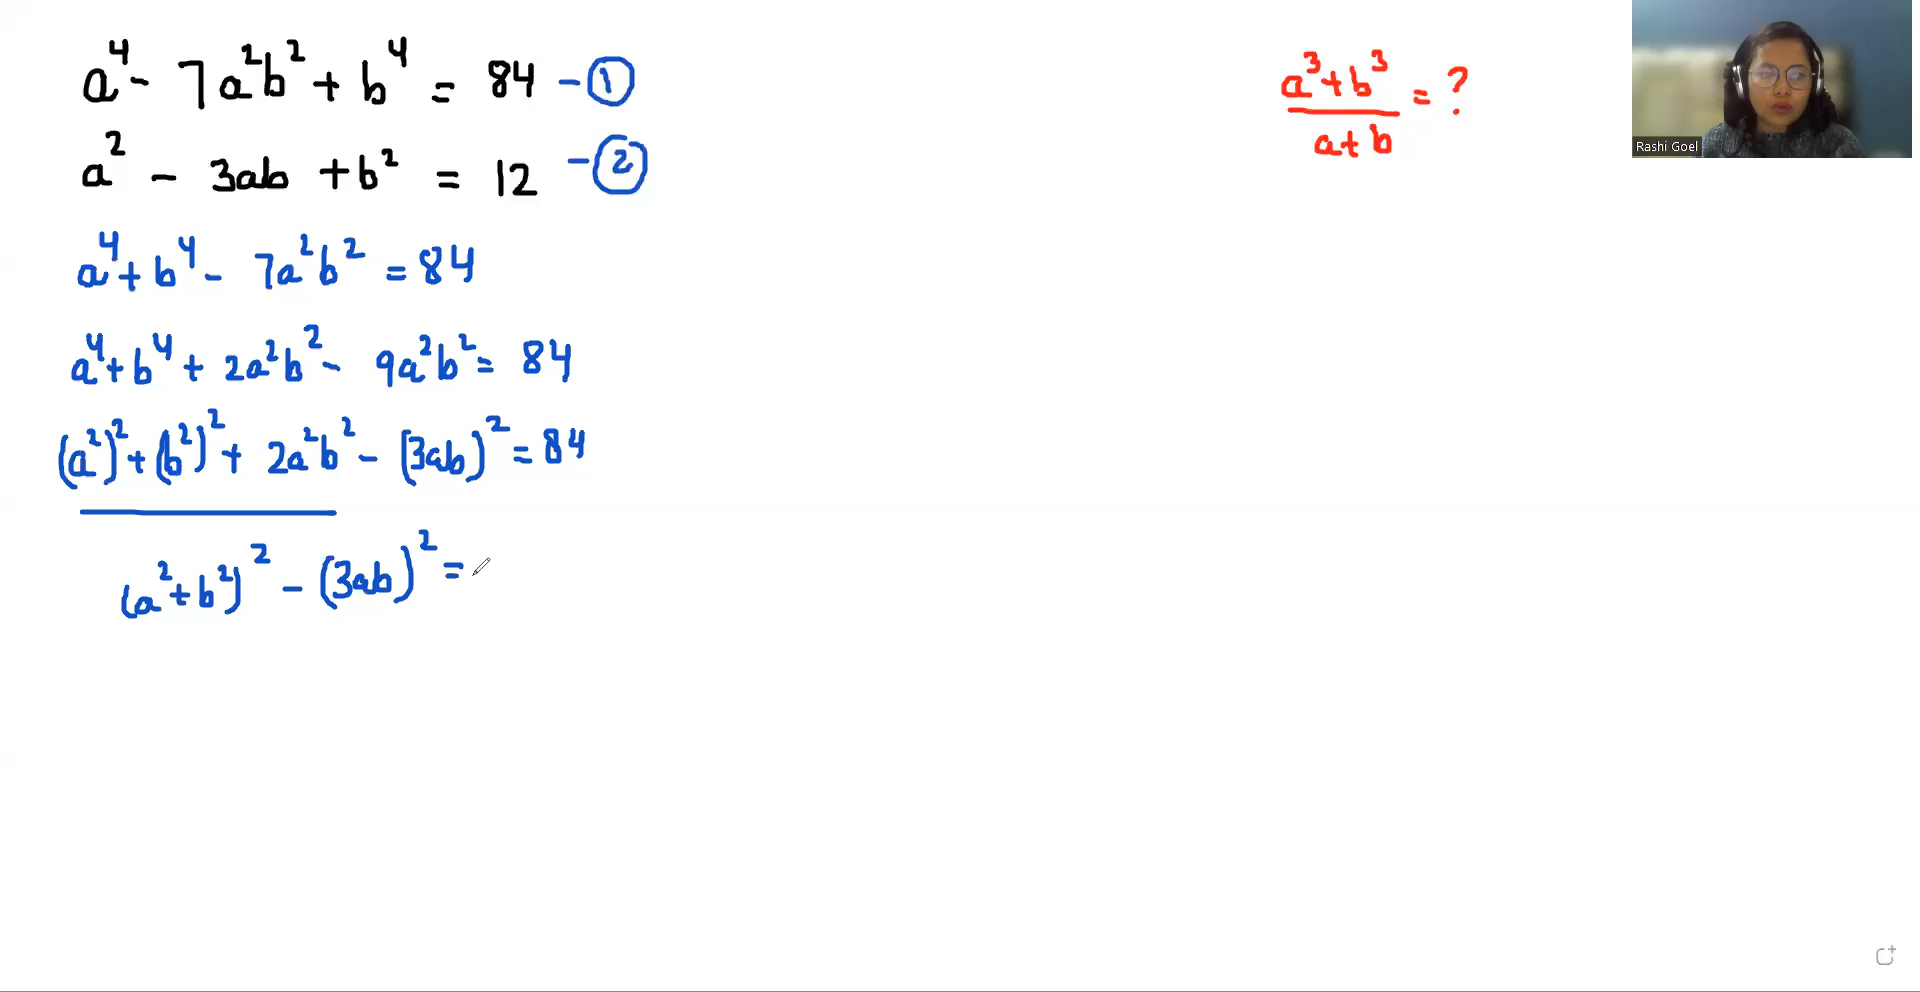 a⁴ - 7a²b² + b⁴ = 84 - ①
a² - 3ab + b² = 12 - ②
a⁴ + b⁴ - 7a²b² = 84
a⁴ + b⁴ + 2a²b² - 9a²b² = 84
(a²)² + (b²)² + 2a²b² - (3ab)² = 84
(a² + b²)² - (3ab)² =
a³ + b³
a + b
= ?
Rashi Goel